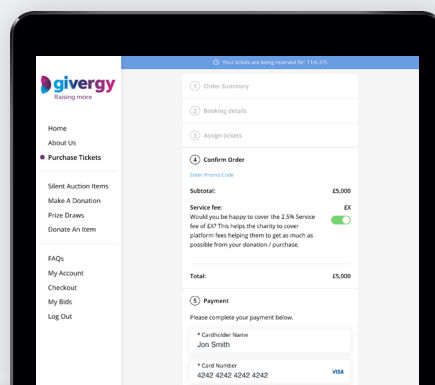 Your tickets are being reserved for: 11m 37s
givergy
Raising more
Home
About Us
Purchase Tickets
Silent Auction Items
Make A Donation
Prize Draws
Donate An Item
FAQs
My Account
Checkout
My Bids
Log Out
1 Order Summary
2 Booking details
3 Assign tickets
4 Confirm Order
Enter Promo Code
Subtotal: £5,000
Service fee: £X
Would you be happy to cover the 2.5% Service
fee of £X? This helps the charity to cover
platform fees helping them to get as much as
possible from your donation / purchase.
Total: £5,000
5 Payment
Please complete your payment below.
* Cardholder Name
Jon Smith
* Card Number
4242 4242 4242 4242 VISA